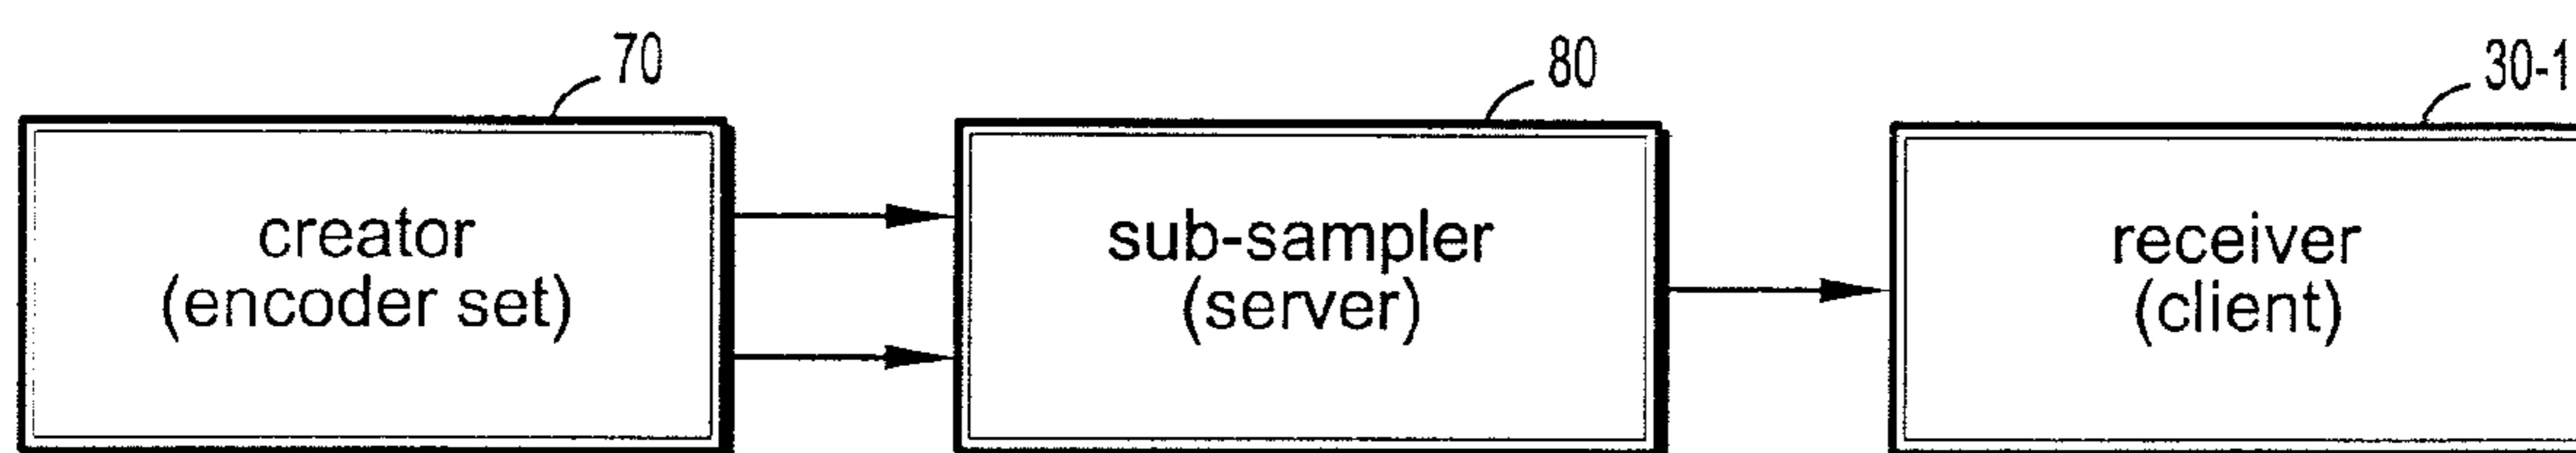 70
80
30-1
creator
(encoder set)
sub-sampler
(server)
receiver
(client)